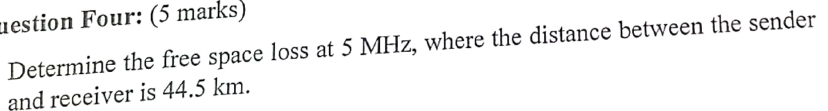 uestion Four: (5 marks)
Determine the free space loss at 5 MHz, where the distance between the sender
and receiver is 44.5 km.